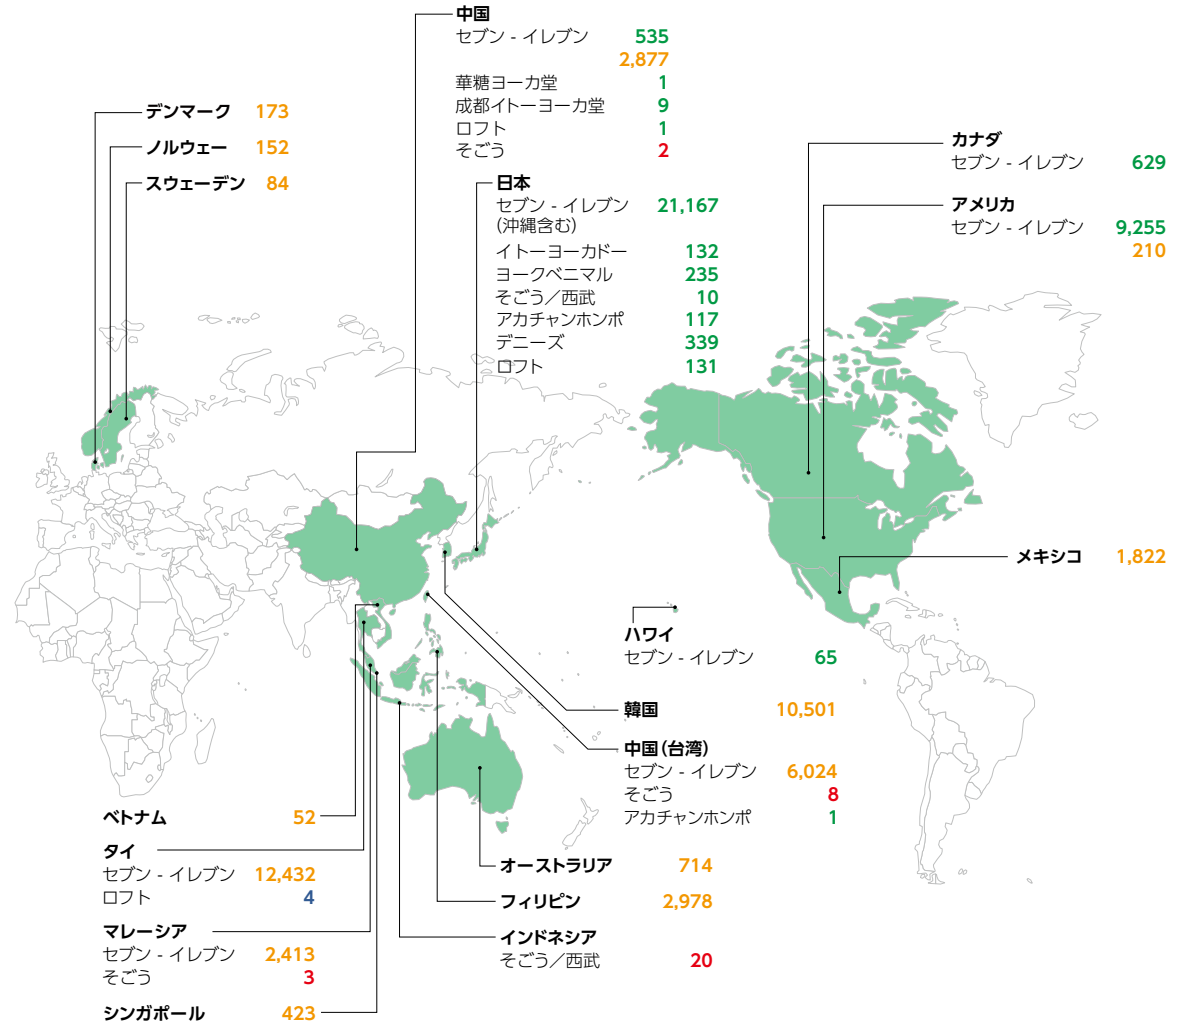 中国
セブン - イレブン 535
2,877
華糖ヨーカ堂 1
成都イトーヨーカ堂 9
ロフト 1
そごう 2
デンマーク 173
ノルウェー 152
スウェーデン 84
日本
セブン - イレブン 21,167
(沖縄含む)
イトーヨーカドー 132
ヨークベニマル 235
そごう／西武 10
アカチャンホンポ 117
デニーズ 339
ロフト 131
カナダ
セブン - イレブン 629
アメリカ
セブン - イレブン 9,255
210
メキシコ 1,822
ハワイ
セブン - イレブン 65
韓国 10,501
中国（台湾）
セブン - イレブン 6,024
そごう 8
アカチャンホンポ 1
ベトナム 52
タイ
セブン - イレブン 12,432
ロフト 4
マレーシア
セブン - イレブン 2,413
そごう 3
シンガポール 423
オーストラリア 714
フィリピン 2,978
インドネシア
そごう／西武 20